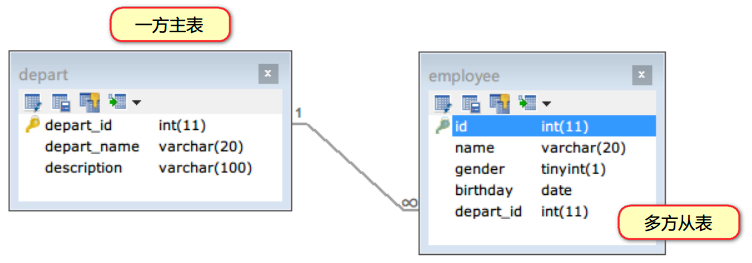 一方主表
depart
depart_id int(11)
depart_name varchar(20)
description varchar(100)
1
∞
employee
id int(11)
name varchar(20)
gender tinyint(1)
birthday date
depart_id int(11)
多方从表